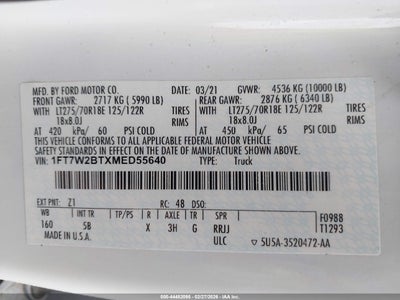 MFD. BY FORD MOTOR CO.
03/21 GVWR: 4536 KG (10000 LB)
FRONT GAWR: 2717 KG ( 5990 LB) REAR GAWR: 2876 KG ( 6340 LB)
LT275/70R18E 125/122R TIRES LT275/70R18E 125/122R TIRES
18x8.0J RIMS 18x8.0J RIMS
AT 420 kPa/ 60 PSI COLD AT 450 kPa/ 65 PSI COLD
THIS VEHICLE CONFORMS TO ALL APPLICABLE FEDERAL MOTOR VEHICLE
SAFETY STANDARDS IN EFFECT ON THE DATE OF MANUFACTURE SHOWN ABOVE.
VIN: 1FT7W2BTXMED55640 TYPE: Truck
EXT PNT: Z1 RC: 48 DSO:
WB INT TR TP/PS R AXLE TR SPR F0988
160 SB X 3H G RRJJ T1293
MADE IN U.S.A. ULC SU5A-3520472-AA